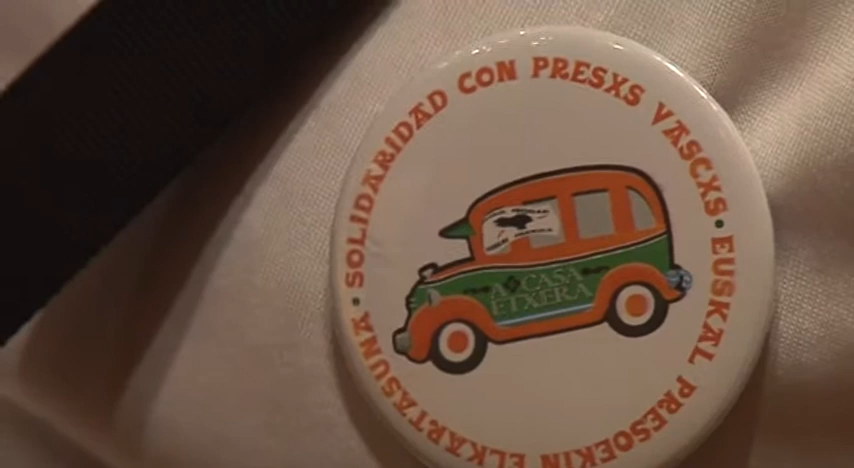 SOLIDARIDAD CON PRESXS VASCXS •
EUSKAL PRESOEKIN ELKARTASUNA •
A CASA
ETXERA